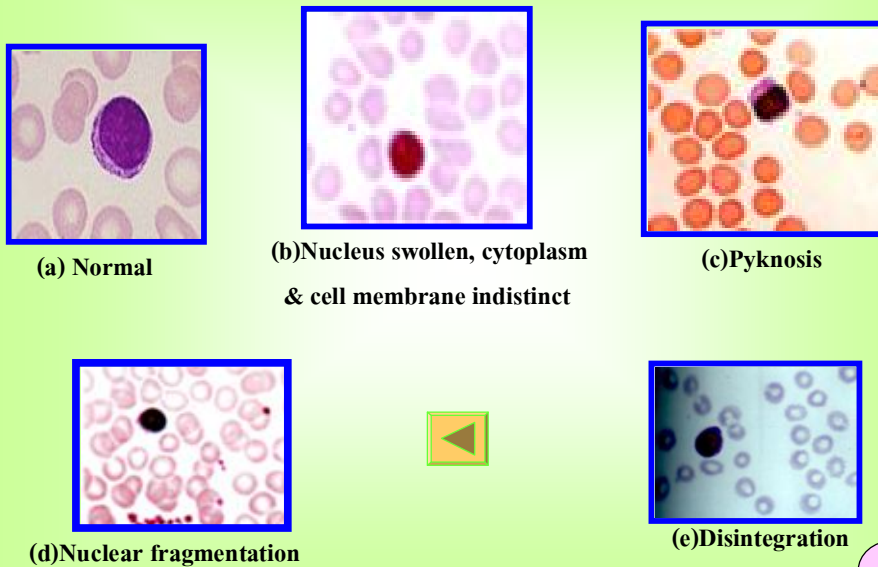 (a) Normal
(b)Nucleus swollen, cytoplasm
& cell membrane indistinct
(c)Pyknosis
(d)Nuclear fragmentation
(e)Disintegration